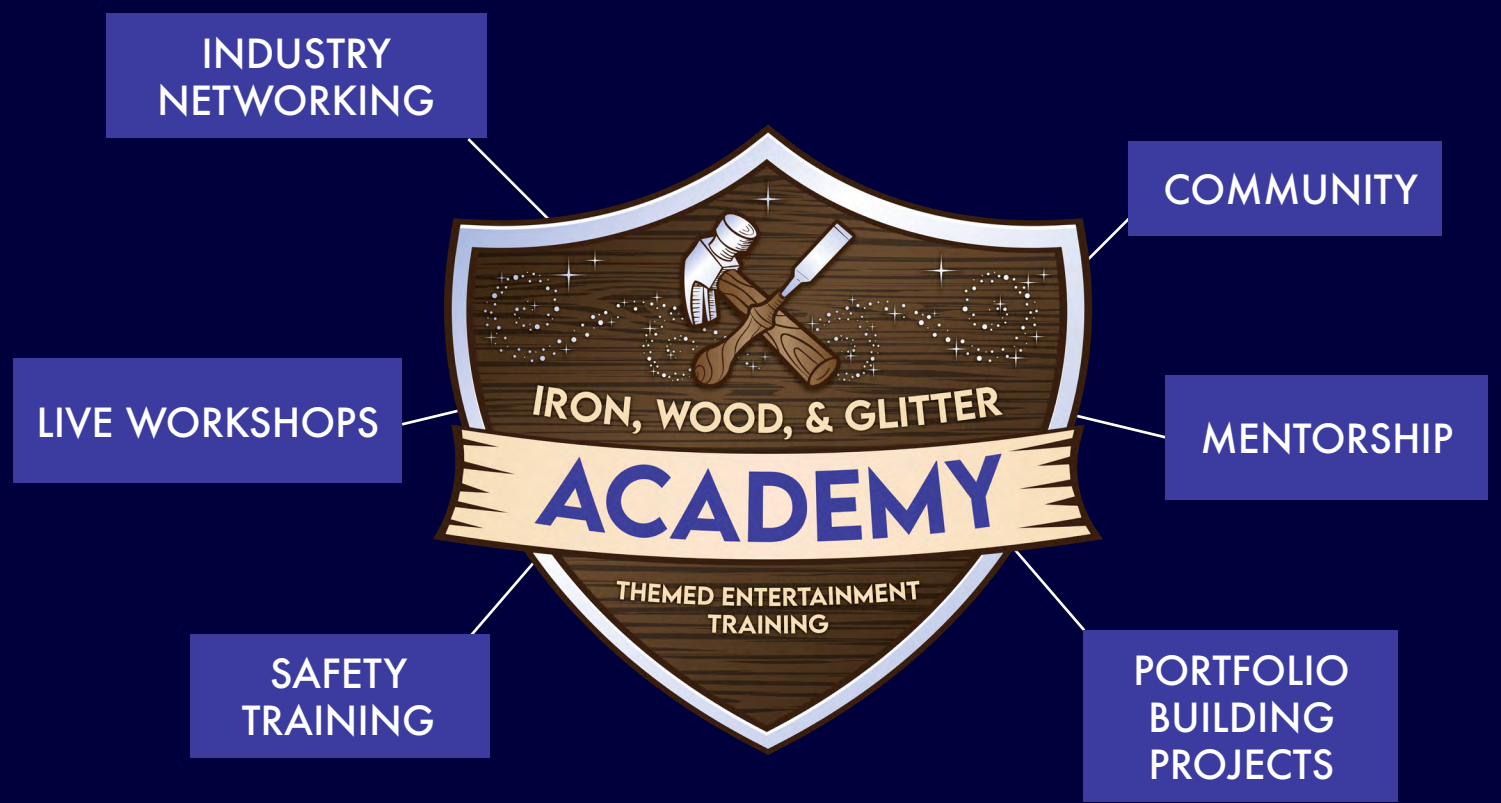 INDUSTRY
NETWORKING
COMMUNITY
LIVE WORKSHOPS
MENTORSHIP
IRON, WOOD, & GLITTER
ACADEMY
THEMED ENTERTAINMENT
TRAINING
SAFETY
TRAINING
PORTFOLIO
BUILDING
PROJECTS